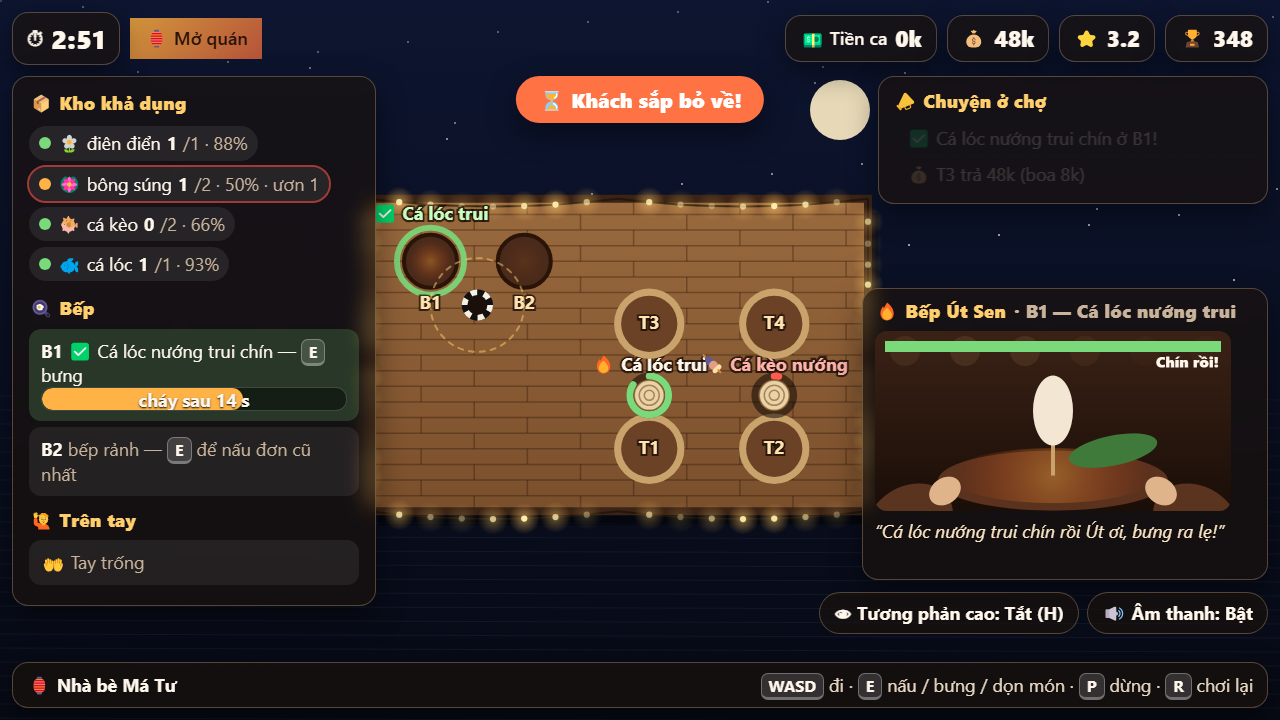 2:51
Mở quán
Tiền ca 0k
48k
3.2
348
Kho khả dụng
điên điển 1 /1 · 88%
bông súng 1 /2 · 50% · ươn 1
cá kèo 0 /2 · 66%
cá lóc 1 /1 · 93%
Bếp
B1 ✅ Cá lóc nướng trui chín — E
bưng
cháy sau 14 s
B2 bếp rảnh — E để nấu đơn cũ
nhất
Trên tay
Tay trống
Khách sắp bỏ về!
Cá lóc trui
B1
B2
T3
T4
Cá lóc trui
Cá kèo nướng
T1
T2
Chuyện ở chợ
Cá lóc nướng trui chín ở B1!
T3 trả 48k (boa 8k)
Bếp Út Sen · B1 — Cá lóc nướng trui
Chín rồi!
“Cá lóc nướng trui chín rồi Út ơi, bưng ra lẹ!”
Tương phản cao: Tắt (H)
Âm thanh: Bật
Nhà bè Má Tư
WASD đi · E nấu / bưng / dọn món · P dừng · R chơi lại